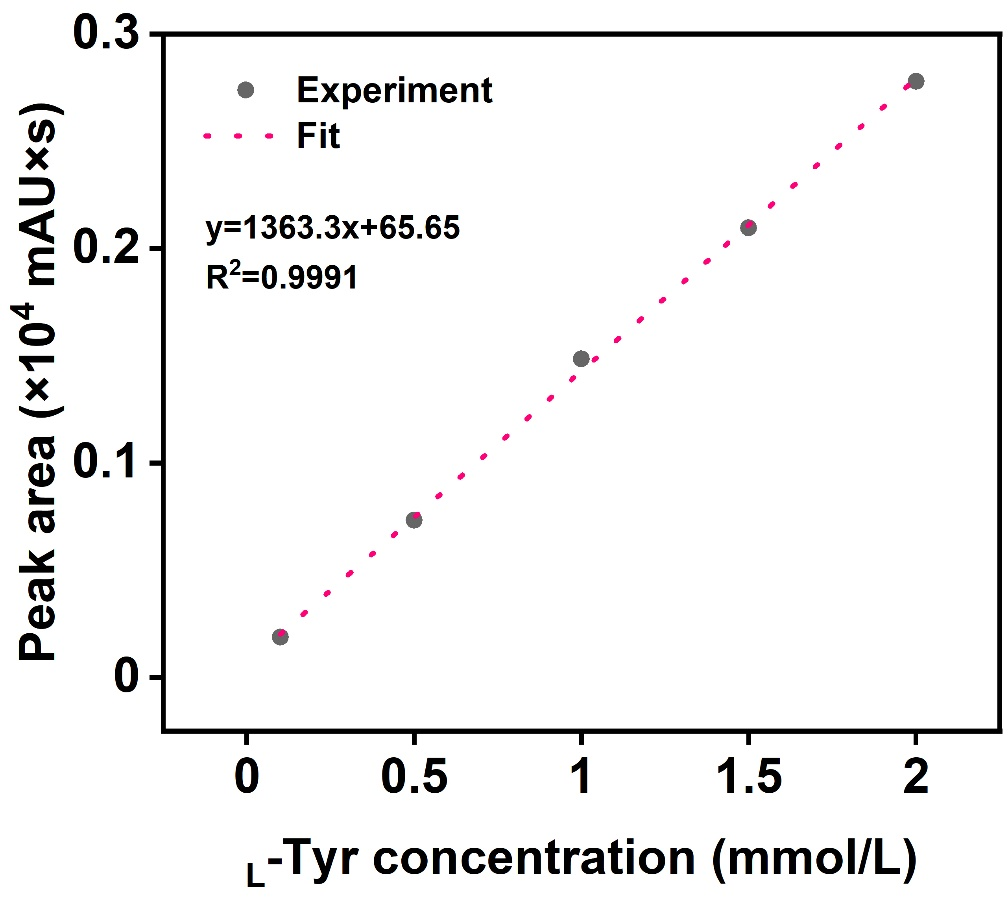 0.3
0.2
0.1
0
Peak area (×10⁴ mAU×s)
Experiment
Fit
y=1363.3x+65.65
R²=0.9991
0 0.5 1 1.5 2
L-Tyr concentration (mmol/L)